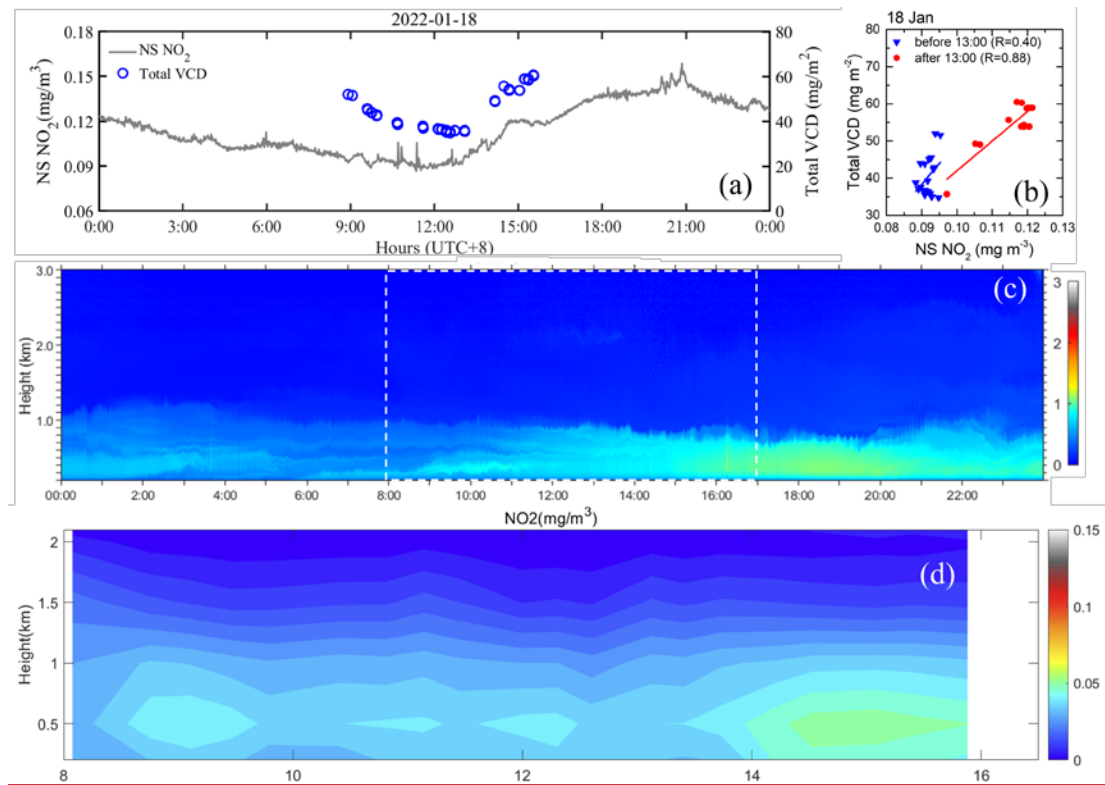 2022-01-18
0.18
0.15
0.12
0.09
0.06
NS NO2(mg/m3)
NS NO2
Total VCD
80
60
40
20
0
Total VCD (mg/m2)
(a)
0:00 3:00 6:00 9:00 12:00 15:00 18:00 21:00 0:00
Hours (UTC+8)
18 Jan
before 13:00 (R=0.40)
after 13:00 (R=0.88)
90
80
70
60
50
40
30
Total VCD (mg m-2)
(b)
0.08 0.09 0.10 0.11 0.12 0.13
NS NO2 (mg m-3)
3.0
2.0
1.0
Height (km)
(c)
3
2
1
0
00:00 2:00 4:00 6:00 8:00 10:00 12:00 14:00 16:00 18:00 20:00 22:00
NO2(mg/m3)
2
1.5
1
0.5
Height(km)
(d)
0.15
0.1
0.05
0
8 10 12 14 16